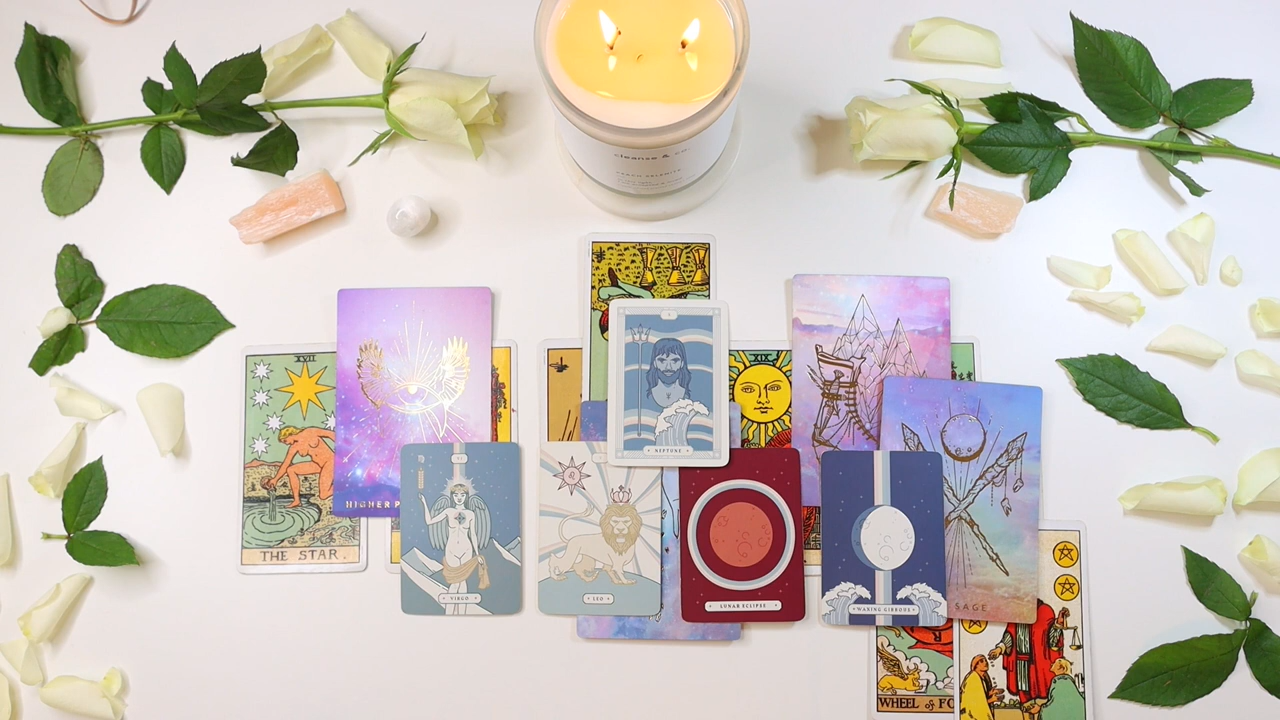 cleanse & co.
XVII
THE STAR.
HIGHER P
VIRGO
LEO
NEPTUNE
XIX
LUNAR ECLIPSE
WAXING GIBBOUS
SAGE
WHEEL of FO